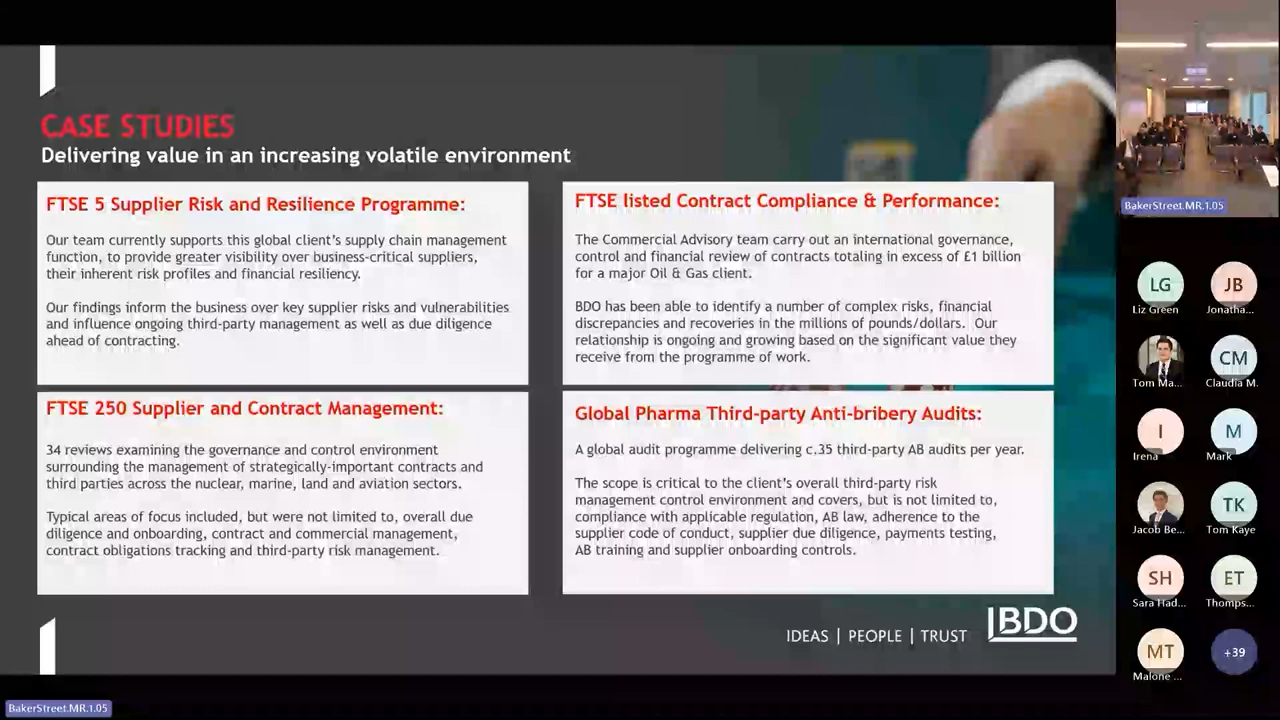 CASE STUDIES
Delivering value in an increasing volatile environment
FTSE 5 Supplier Risk and Resilience Programme:
Our team currently supports this global client's supply chain management
function, to provide greater visibility over business-critical suppliers,
their inherent risk profiles and financial resiliency.
Our findings inform the business over key supplier risks and vulnerabilities
and influence ongoing third-party management as well as due diligence
ahead of contracting.
FTSE listed Contract Compliance & Performance:
The Commercial Advisory team carry out an international governance,
control and financial review of contracts totaling in excess of £1 billion
for a major Oil & Gas client.
BDO has been able to identify a number of complex risks, financial
discrepancies and recoveries in the millions of pounds/dollars. Our
relationship is ongoing and growing based on the significant value they
receive from the programme of work.
FTSE 250 Supplier and Contract Management:
34 reviews examining the governance and control environment
surrounding the management of strategically-important contracts and
third parties across the nuclear, marine, land and aviation sectors.
Typical areas of focus included, but were not limited to, overall due
diligence and onboarding, contract and commercial management,
contract obligations tracking and third-party risk management.
Global Pharma Third-party Anti-bribery Audits:
A global audit programme delivering c.35 third-party AB audits per year.
The scope is critical to the client's overall third-party risk
management control environment and covers, but is not limited to,
compliance with applicable regulation, AB law, adherence to the
supplier code of conduct, supplier due diligence, payments testing,
AB training and supplier onboarding controls.
IDEAS | PEOPLE | TRUST
BDO
BakerStreet.MR.1.05
BakerStreet.MR.1.05
LG
Liz Green
JB
Jonatha...
Tom Ma...
CM
Claudia M.
I
Irena
M
Mark
Jacob Be...
TK
Tom Kaye
SH
Sara Had...
ET
Thomps...
MT
Malone ...
+39